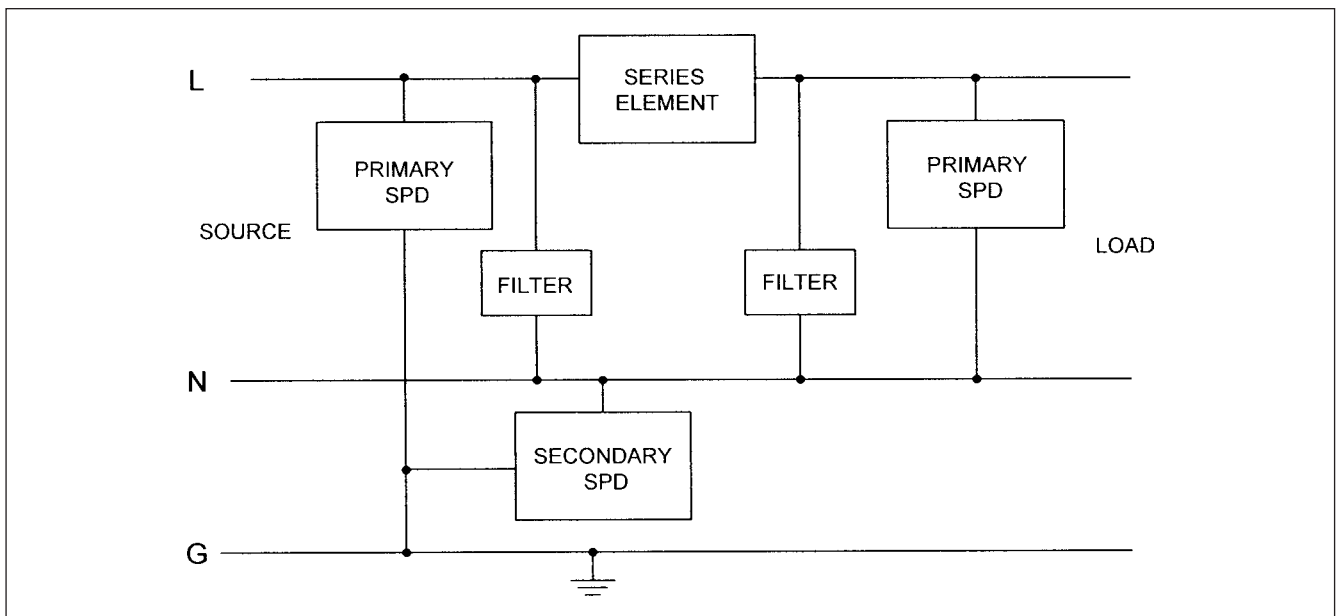 L
SERIES
ELEMENT
PRIMARY
SPD
PRIMARY
SPD
SOURCE
LOAD
FILTER
FILTER
N
SECONDARY
SPD
G